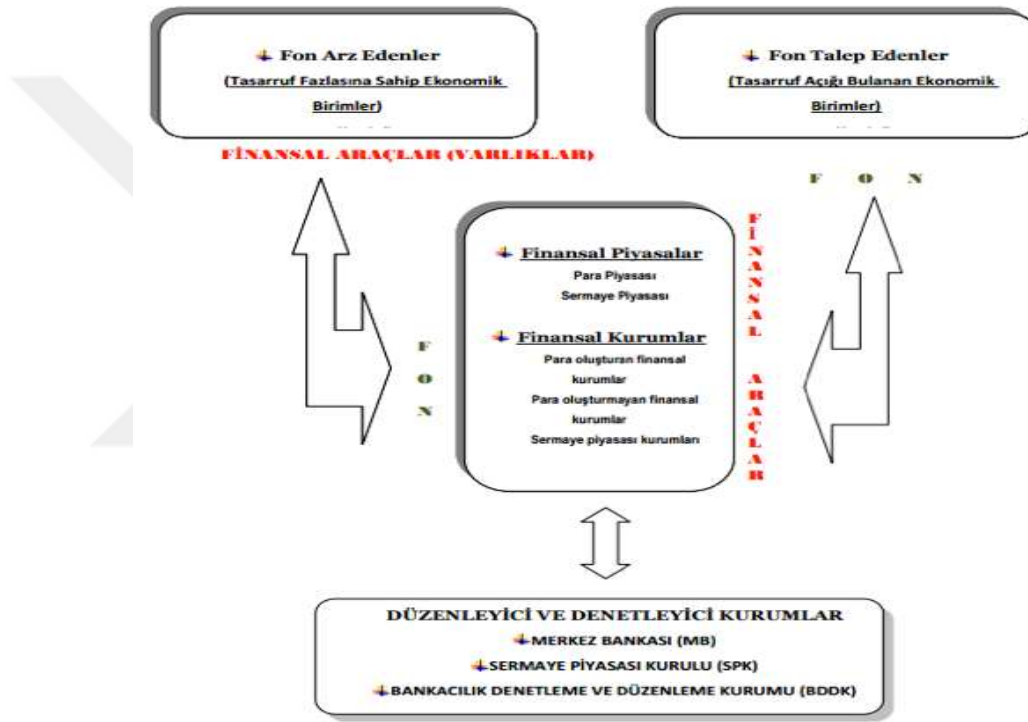 Fon Arz Edenler
(Tasarruf Fazlasına Sahip Ekonomik
Birimler)
Fon Talep Edenler
(Tasarruf Açığı Bulanan Ekonomik
Birimler)
FİNANSAL ARAÇLAR (VARLIKLAR)
F O N
Finansal Piyasalar
Para Piyasası
Sermaye Piyasası
Finansal Kurumlar
Para oluşturan finansal
kurumlar
Para oluşturmayan finansal
kurumlar
Sermaye piyasası kurumları
F O N
FİNANSAL ARAÇLAR
DÜZENLEYİCİ VE DENETLEYİCİ KURUMLAR
MERKEZ BANKASI (MB)
SERMAYE PİYASASI KURULU (SPK)
BANKACILIK DENETLEME VE DÜZENLEME KURUMU (BDDK)